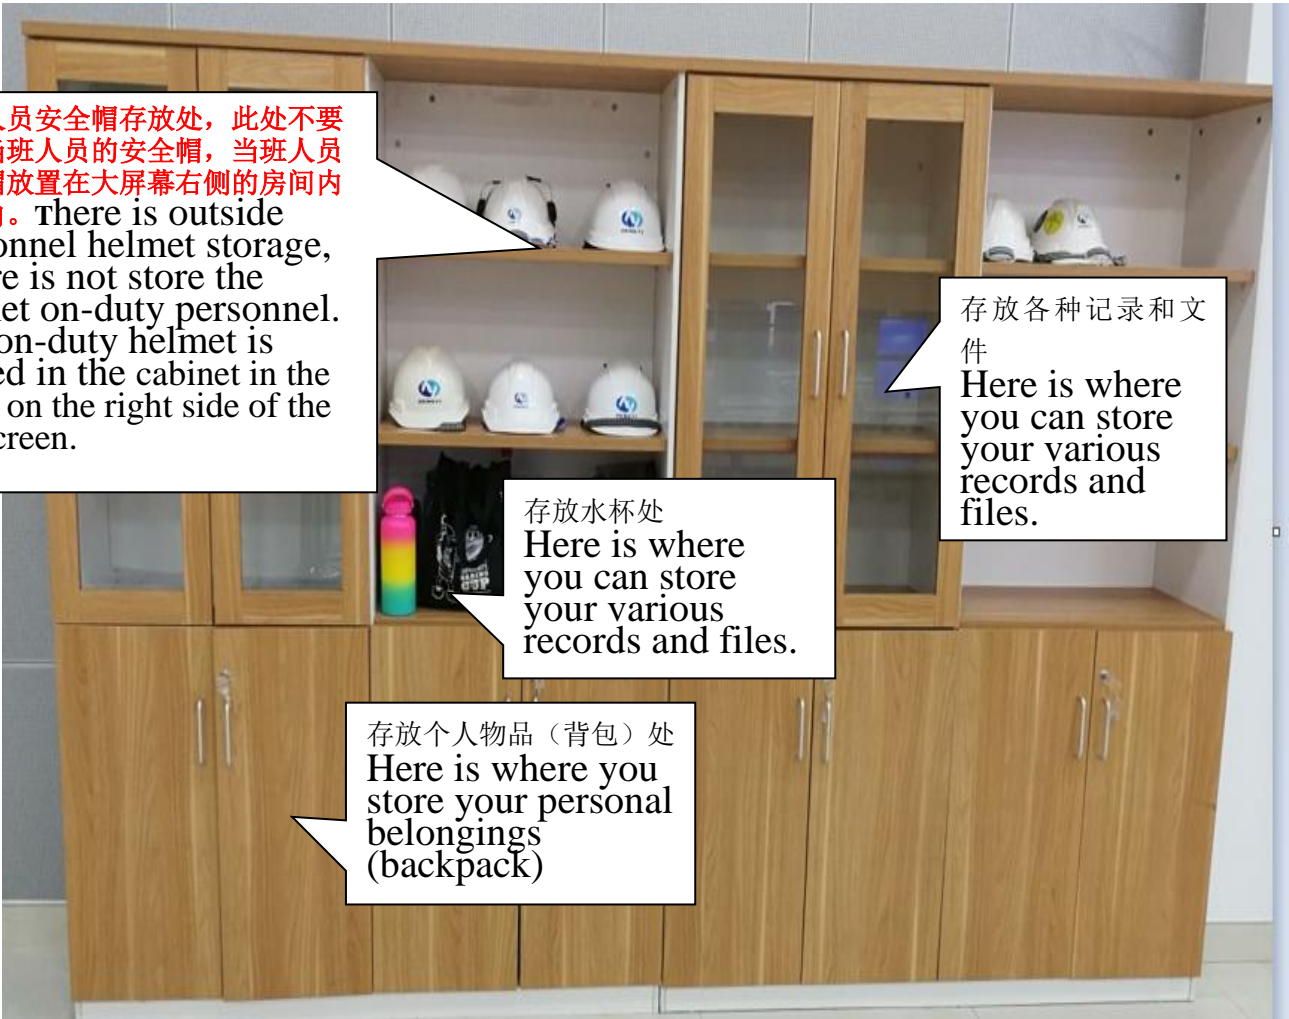 人员安全帽存放处，此处不要
班人员的安全帽，当班人员
放置在大屏幕右侧的房间内
。There is outside
onnel helmet storage,
re is not store the
et on-duty personnel.
on-duty helmet is
ed in the cabinet in the
on the right side of the
creen.
存放各种记录和文
件
Here is where
you can store
your various
records and
files.
存放水杯处
Here is where
you can store
your various
records and files.
存放个人物品（背包）处
Here is where you
store your personal
belongings
(backpack)